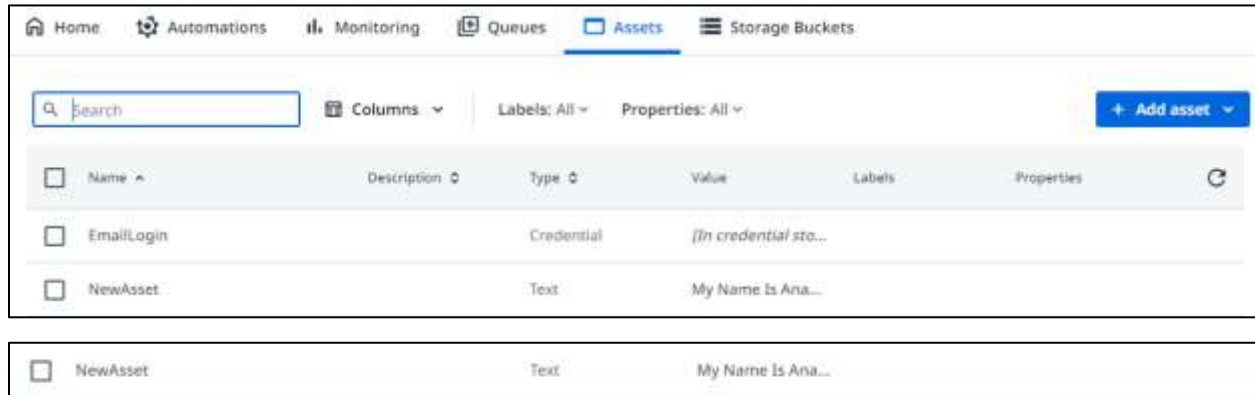 Home Automations Monitoring Queues Assets Storage Buckets
Search Columns Labels: All Properties: All + Add asset
Name Description Type Value Labels Properties
EmailLogin Credential [In credential sto...
NewAsset Text My Name Is Ana...
NewAsset Text My Name Is Ana...